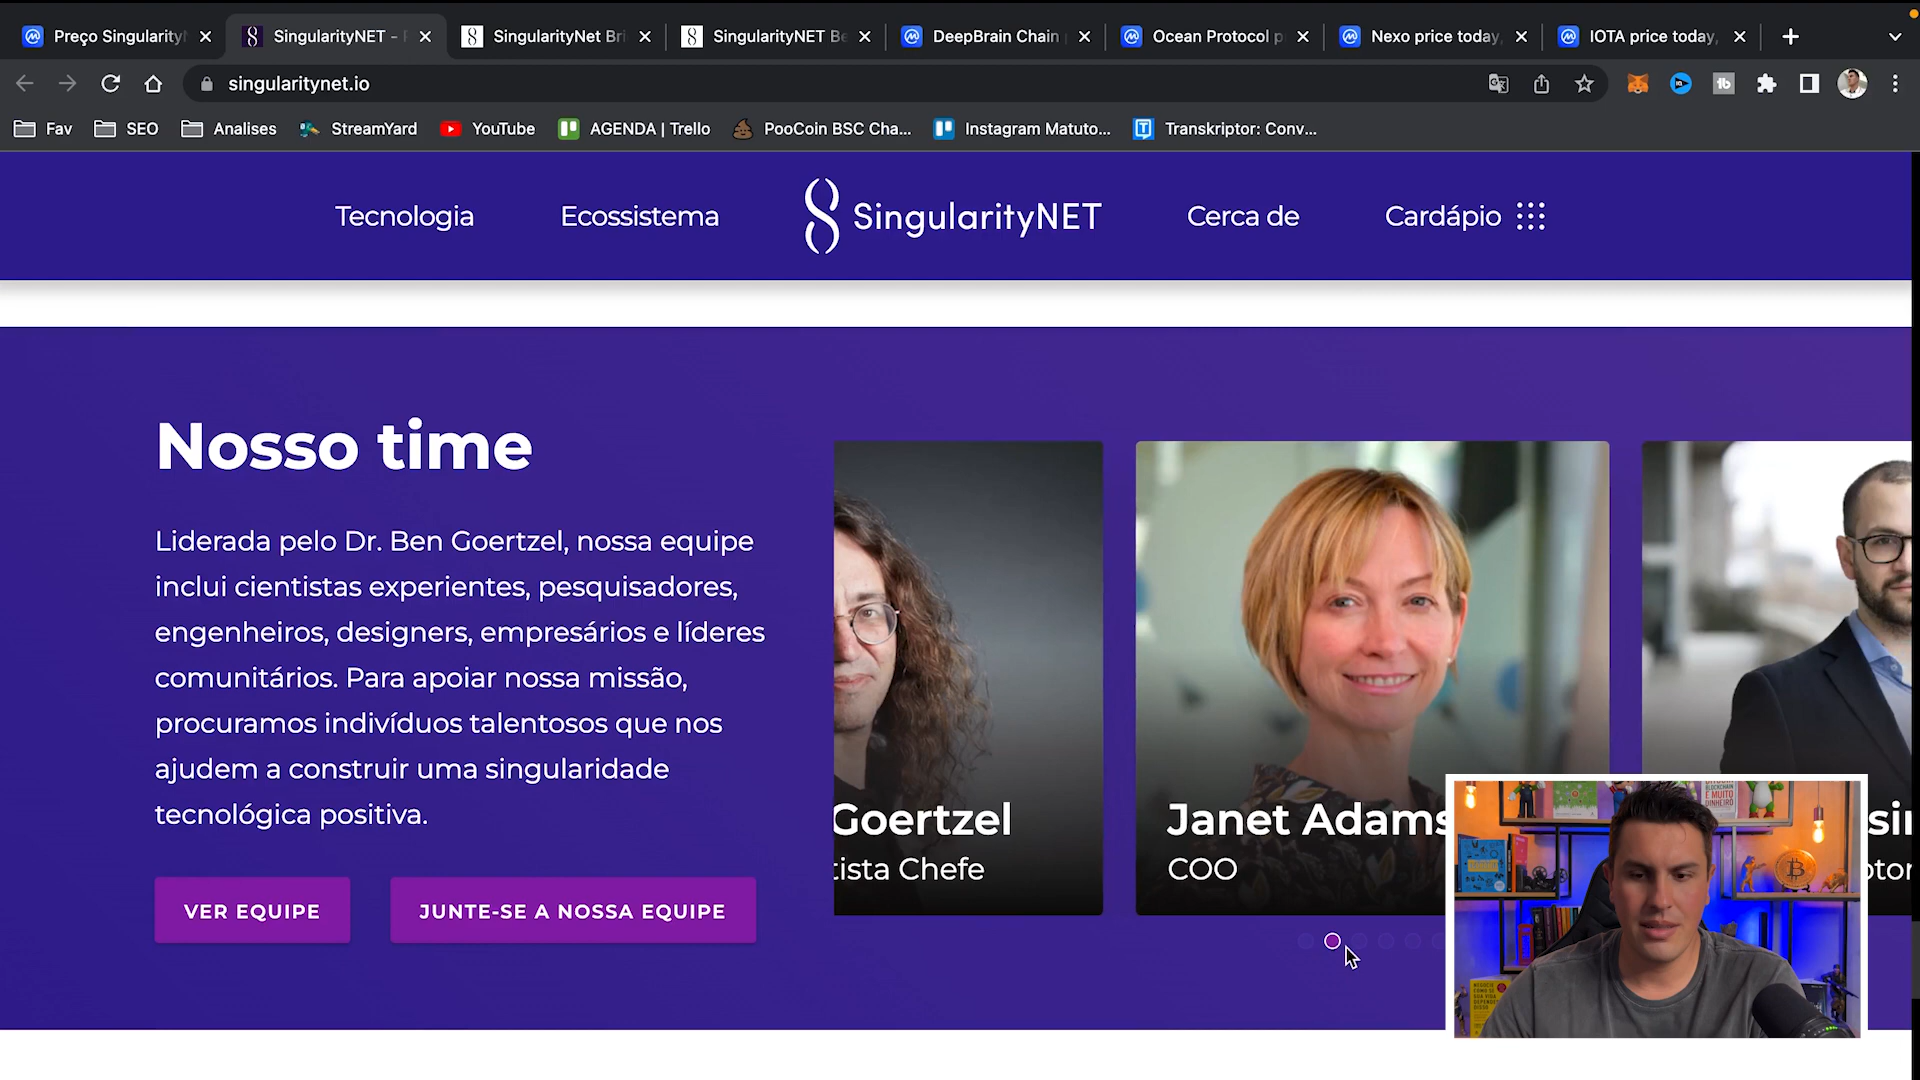 Preço Singularity
SingularityNET -
SingularityNet Bri
SingularityNET Be
DeepBrain Chain
Ocean Protocol p
Nexo price today,
IOTA price today,
singularitynet.io
Fav
SEO
Analises
StreamYard
YouTube
AGENDA | Trello
PooCoin BSC Cha...
Instagram Matuto...
Transkriptor: Conv...
Tecnologia
Ecossistema
SingularityNET
Cerca de
Cardápio
Nosso time
Liderada pelo Dr. Ben Goertzel, nossa equipe
inclui cientistas experientes, pesquisadores,
engenheiros, designers, empresários e líderes
comunitários. Para apoiar nossa missão,
procuramos indivíduos talentosos que nos
ajudem a construir uma singularidade
tecnológica positiva.
VER EQUIPE
JUNTE-SE A NOSSA EQUIPE
Goertzel
tista Chefe
Janet Adams
COO